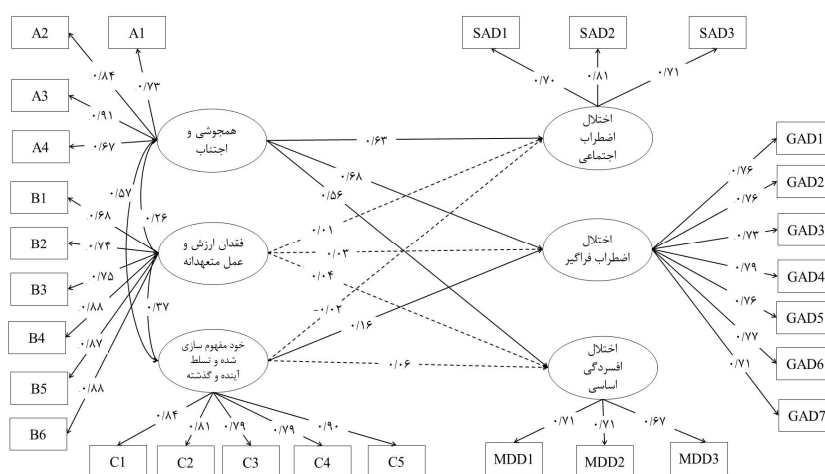 A2
A1
SAD1
SAD2
SAD3
۰/۸۴
۰/۷۳
۰/۷۰
۰/۸۱
۰/۷۱
A3
۰/۹۱
A4
۰/۶۷
همجوشی و
اجتناب
۰/۶۳
اختلال
اضطراب
اجتماعی
GAD1
۰/۷۶
GAD2
۰/۷۶
۰/۵۷
۰/۶۸
۰/۵۶
B1
۰/۶۸
۰/۲۶
B2
۰/۷۴
فقدان ارزش و
عمل متعهدانه
۰/۰۱
۰/۰۳
۰/۰۴
اختلال
اضطراب فراگیر
۰/۷۳
GAD3
۰/۷۹
GAD4
B3
۰/۷۵
۰/۷۶
GAD5
B4
۰/۸۸
۰/۳۷
-۰/۰۲
۰/۱۶
۰/۷۷
GAD6
B5
۰/۸۷
خود مفهوم سازی
شده و تسلط
آینده و گذشته
۰/۰۶
اختلال
افسردگی
اساسی
۰/۷۱
GAD7
B6
۰/۸۸
۰/۸۴
۰/۸۱
۰/۷۹
۰/۷۹
۰/۹۰
۰/۷۱
۰/۷۱
۰/۶۷
C1
C2
C3
C4
C5
MDD1
MDD2
MDD3